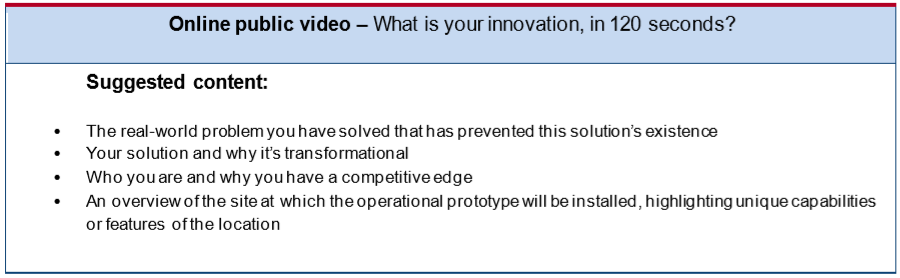 Online public video – What is your innovation, in 120 seconds?
Suggested content:
• The real-world problem you have solved that has prevented this solution's existence
• Your solution and why it's transformational
• Who you are and why you have a competitive edge
• An overview of the site at which the operational prototype will be installed, highlighting unique capabilities
or features of the location